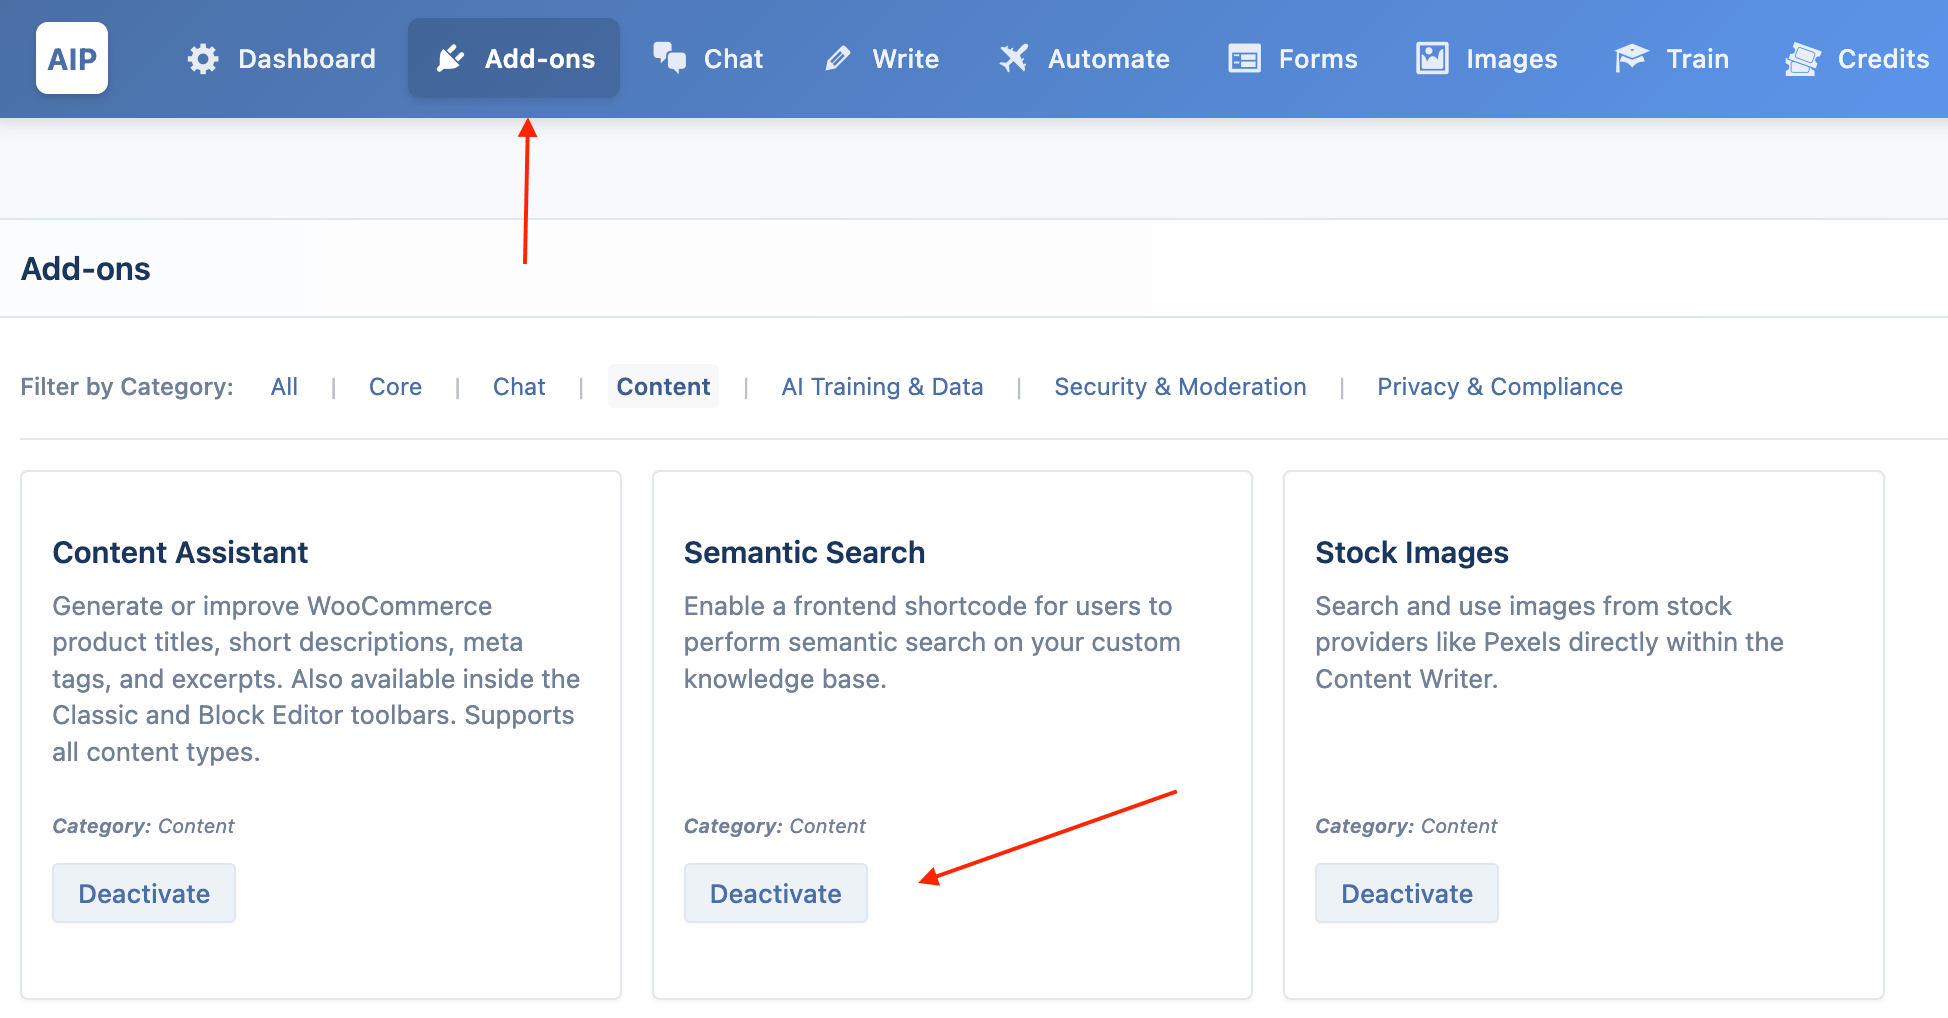 AIP
Dashboard
Add-ons
Chat
Write
Automate
Forms
Images
Train
Credits
Add-ons
Filter by Category: All | Core | Chat | Content | AI Training & Data | Security & Moderation | Privacy & Compliance
Content Assistant
Generate or improve WooCommerce
product titles, short descriptions, meta
tags, and excerpts. Also available inside the
Classic and Block Editor toolbars. Supports
all content types.
Category: Content
Deactivate
Semantic Search
Enable a frontend shortcode for users to
perform semantic search on your custom
knowledge base.
Category: Content
Deactivate
Stock Images
Search and use images from stock
providers like Pexels directly within the
Content Writer.
Category: Content
Deactivate